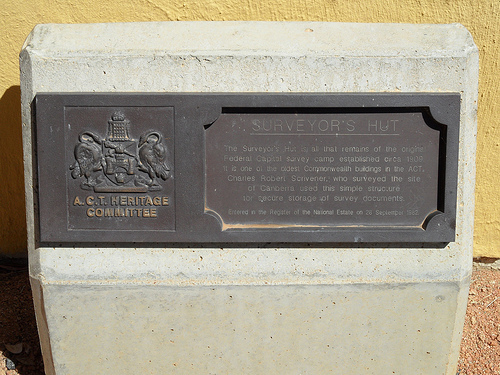 SURVEYOR'S HUT
The Surveyor's Hut is all that remains of the original
Federal Capital survey camp established circa 1909
It is one of the oldest Commonwealth buildings in the ACT,
Charles Robert Scrivener, who surveyed the site
of Canberra used this simple structure
for secure storage of survey documents.
Entered in the Register of the National Estate on 29 September
A.C.T. HERITAGE
COMMITTEE